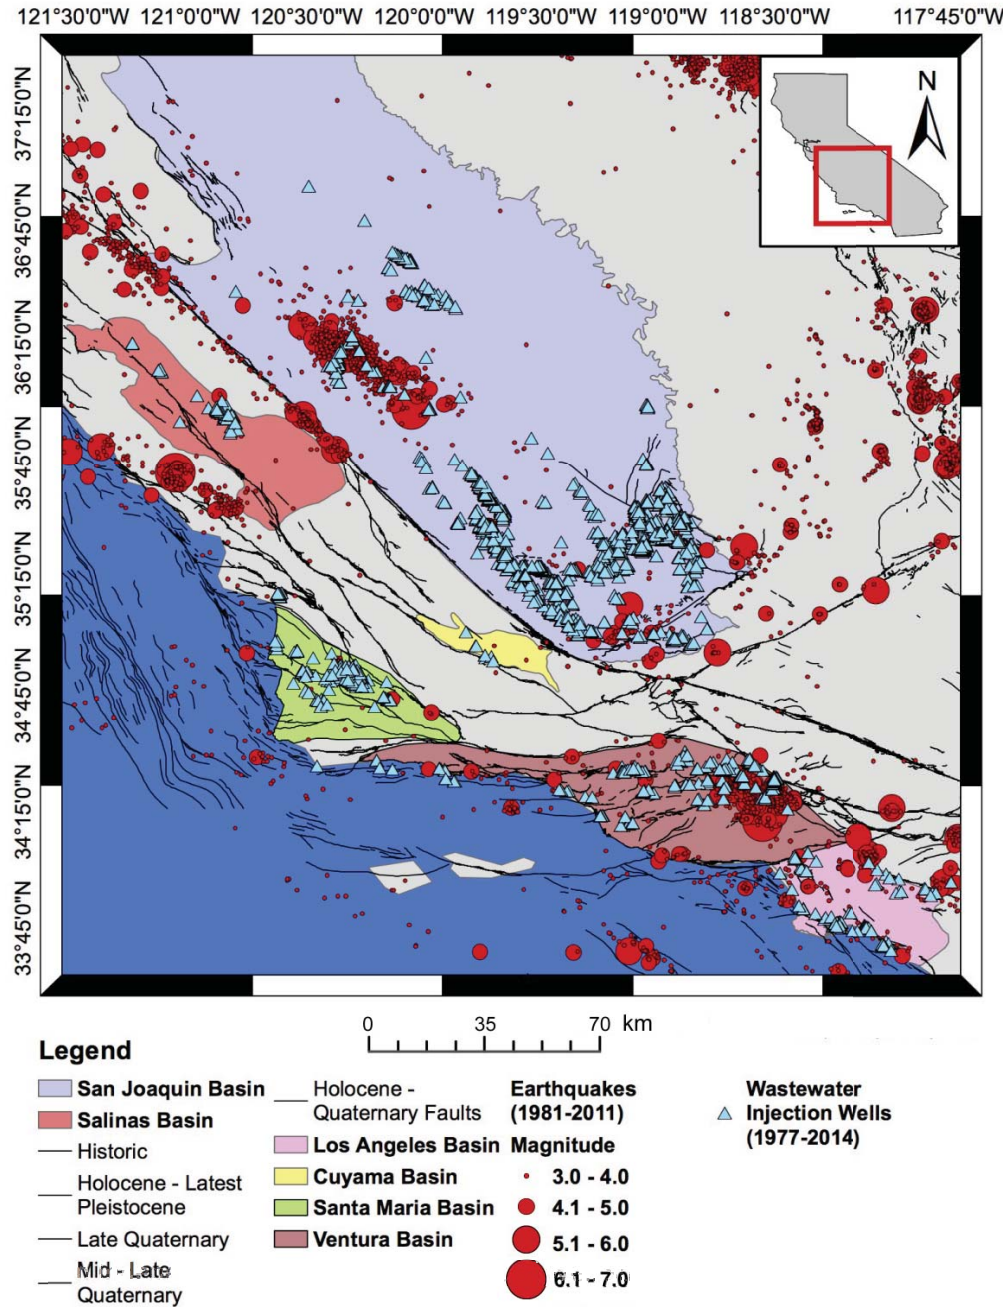 121°30'0"W 120°30'0"W 120°0'0"W 119°30'0"W 119°0'0"W 118°30'0"W 117°45'0"W
37°15'0"N
36°45'0"N
36°15'0"N
35°45'0"N
35°15'0"N
34°45'0"N
34°15'0"N
33°45'0"N
N
0 35 70 km
Legend
San Joaquin Basin
Salinas Basin
Historic
Holocene - Latest
Pleistocene
Late Quaternary
Mid - Late
Quaternary
Holocene -
Quaternary Faults
Los Angeles Basin
Cuyama Basin
Santa Maria Basin
Ventura Basin
Earthquakes
(1981-2011)
Magnitude
3.0 - 4.0
4.1 - 5.0
5.1 - 6.0
6.1 - 7.0
Wastewater
Injection Wells
(1977-2014)